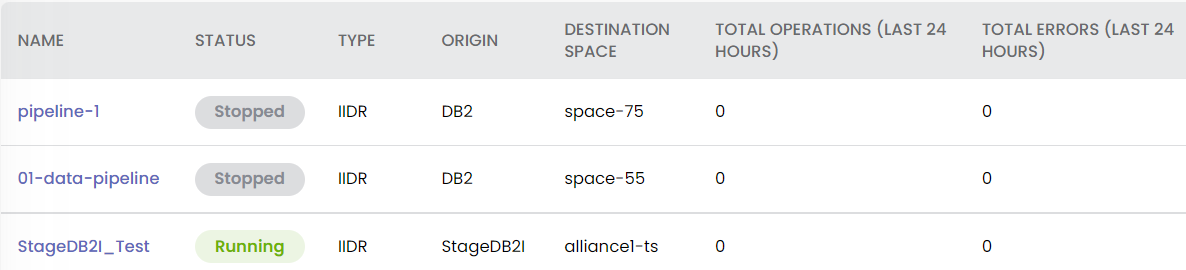 NAME STATUS TYPE ORIGIN DESTINATION SPACE TOTAL OPERATIONS (LAST 24 HOURS) TOTAL ERRORS (LAST 24 HOURS)
pipeline-1 Stopped IIDR DB2 space-75 0 0
01-data-pipeline Stopped IIDR DB2 space-55 0 0
StageDB2I_Test Running IIDR StageDB2I alliance1-ts 0 0